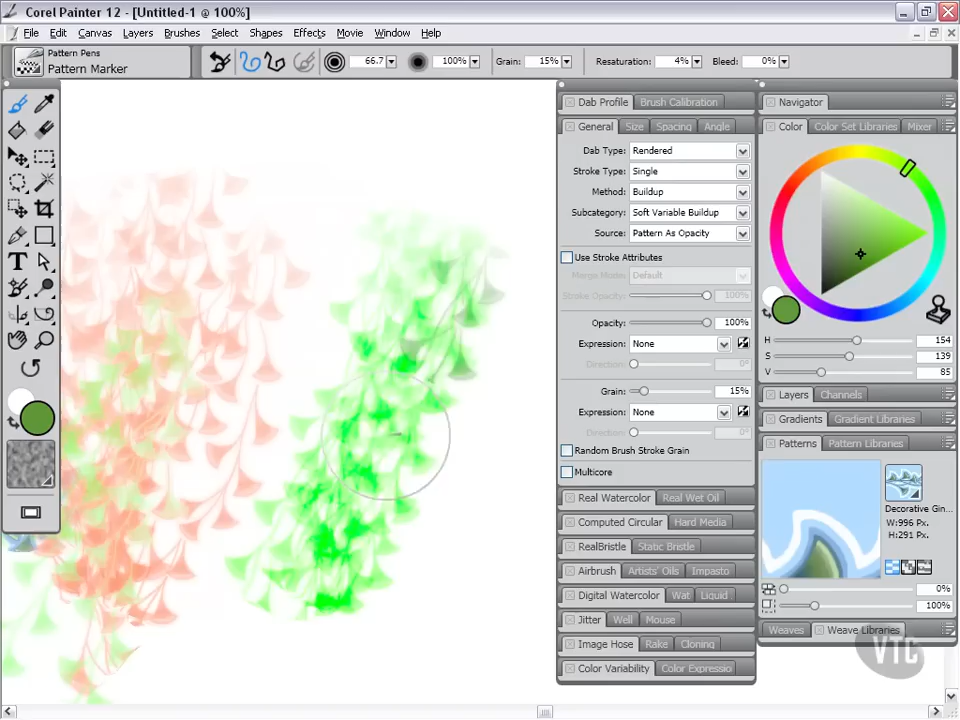 Corel Painter 12 - [Untitled-1 @ 100%]
File Edit Canvas Layers Brushes Select Shapes Effects Movie Window Help
Pattern Pens
Pattern Marker
66.7 100% Grain: 15% Resaturation: 4% Bleed: 0%
Dab Profile Brush Calibration
General Size Spacing Angle
Dab Type: Rendered
Stroke Type: Single
Method: Buildup
Subcategory: Soft Variable Buildup
Source: Pattern As Opacity
Use Stroke Attributes
Merge Mode: Default
Stroke Opacity: 100%
Opacity: 100%
Expression: None
Direction: 0°
Grain: 15%
Expression: None
Direction: 0°
Random Brush Stroke Grain
Multicore
Real Watercolor Real Wet Oil
Computed Circular Hard Media
RealBristle Static Bristle
Airbrush Artists' Oils Impasto
Digital Watercolor Wat Liquid
Jitter Well Mouse
Image Hose Rake Cloning
Color Variability Color Expressio
Navigator
Color Color Set Libraries Mixer
H 154
S 139
V 85
Layers Channels
Gradients Gradient Libraries
Patterns Pattern Libraries
Decorative Gin...
W:996 Px.
H:291 Px.
0%
100%
Weaves Weave Libraries
VTC